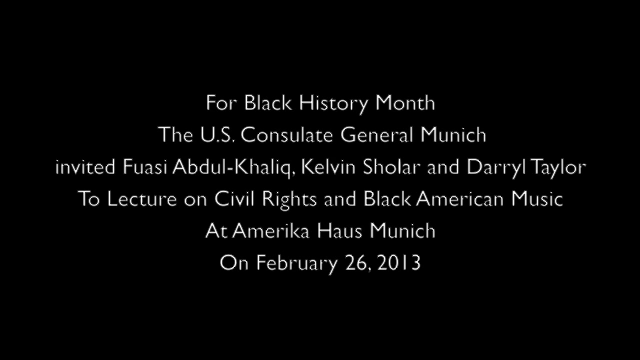 For Black History Month
The U.S. Consulate General Munich
invited Fuasi Abdul-Khaliq, Kelvin Sholar and Darryl Taylor
To Lecture on Civil Rights and Black American Music
At Amerika Haus Munich
On February 26, 2013